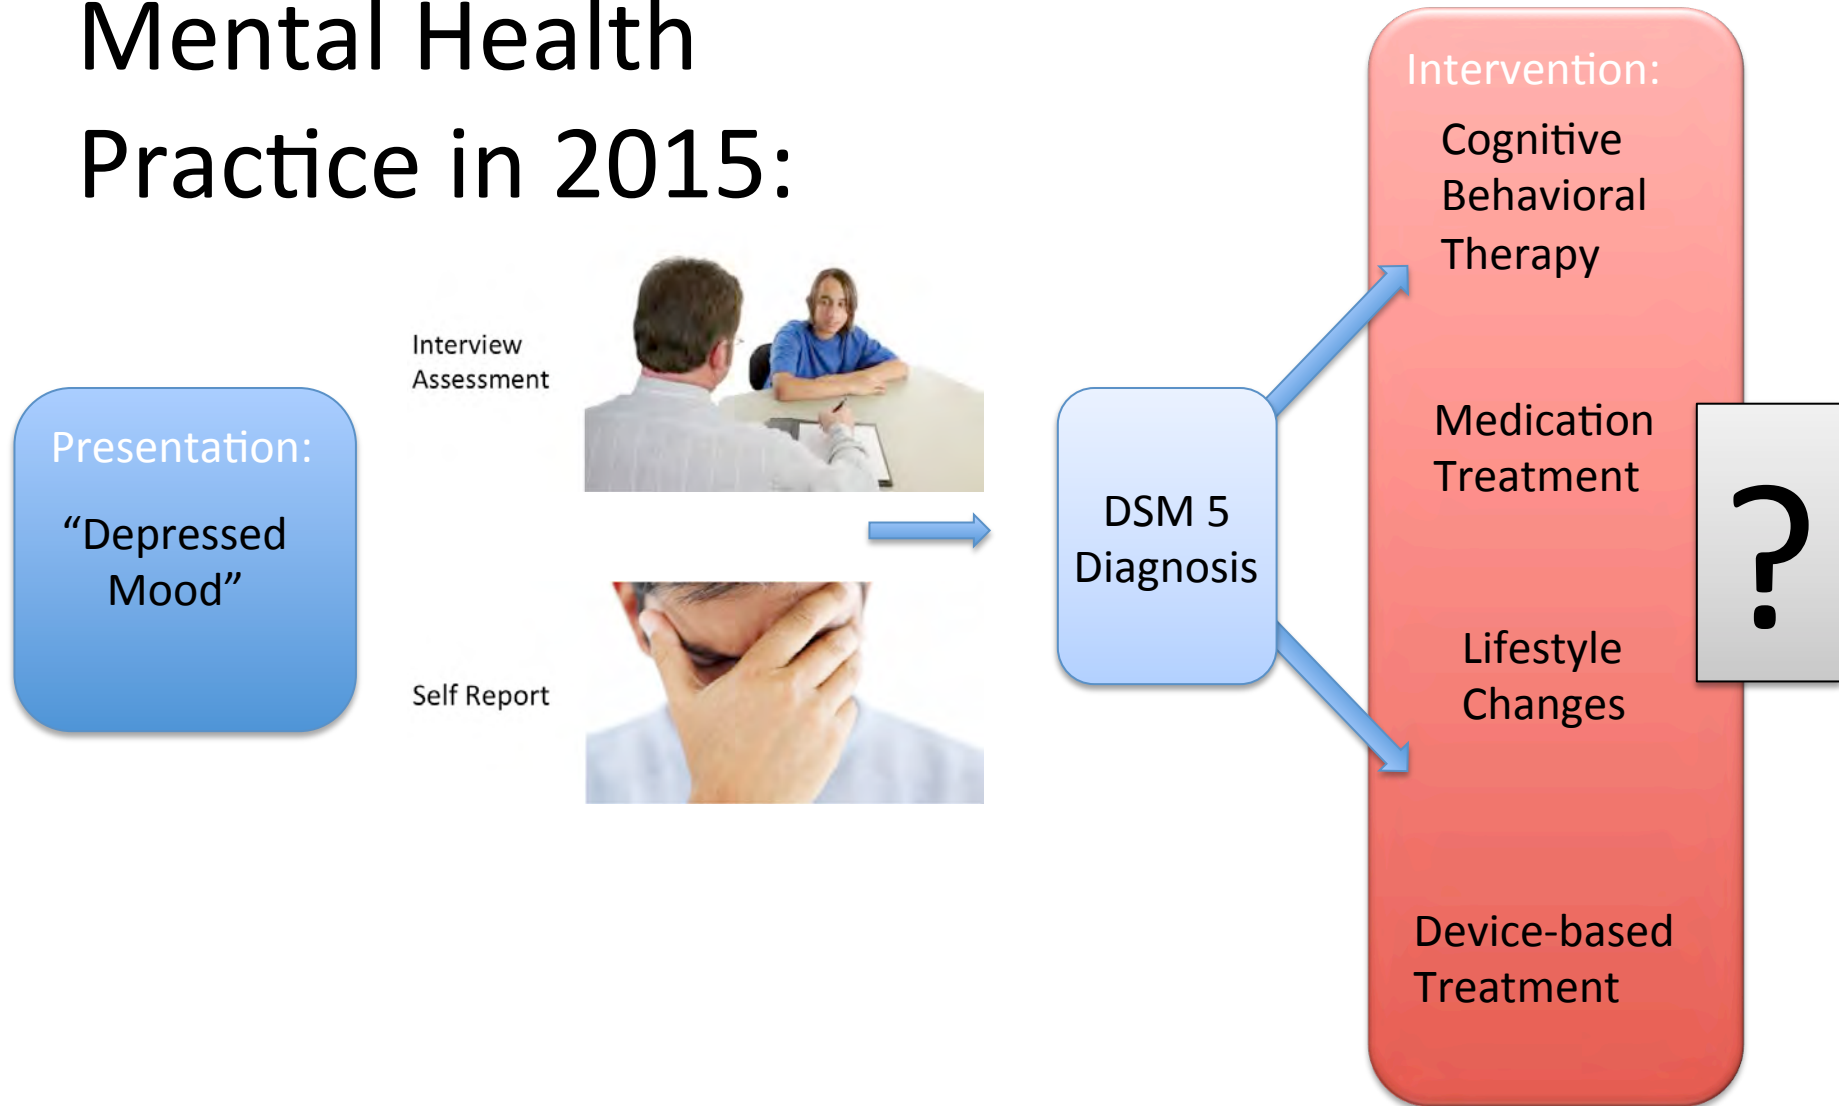 Mental Health
Practice in 2015:
Presentation:
“Depressed
Mood”
Interview
Assessment
Self Report
DSM 5
Diagnosis
Intervention:
Cognitive
Behavioral
Therapy
Medication
Treatment
Lifestyle
Changes
Device-based
Treatment
?